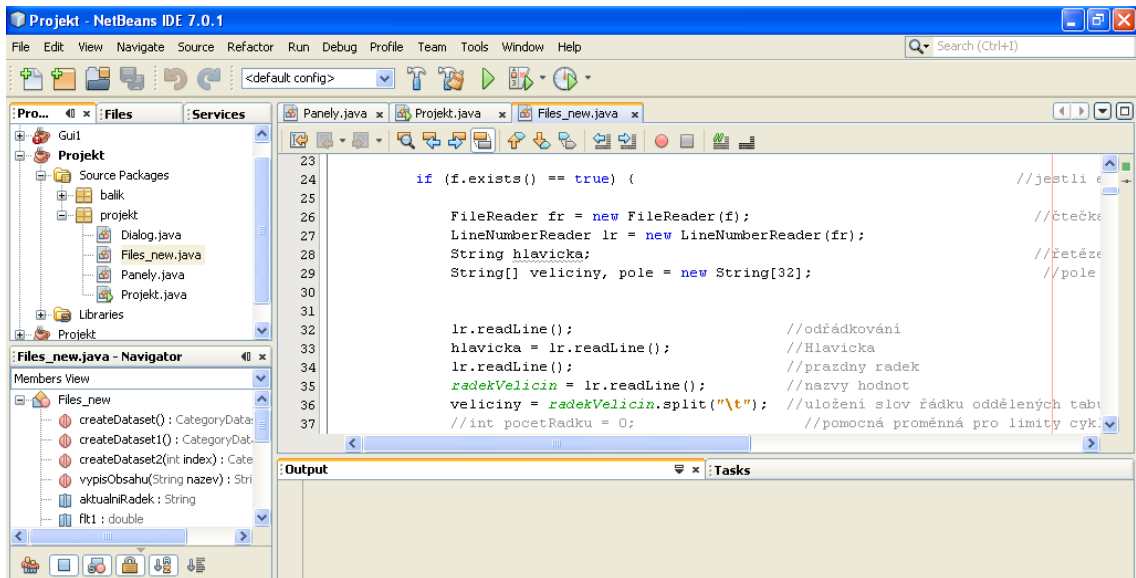 Projekt - NetBeans IDE 7.0.1
File Edit View Navigate Source Refactor Run Debug Profile Team Tools Window Help
Search (Ctrl+I)
<default config>
Pro... Files Services
Gui1
Projekt
Source Packages
balik
projekt
Dialog.java
Files_new.java
Panely.java
Projekt.java
Libraries
Projekt
Files_new.java - Navigator
Members View
Files_new
createDataset() : CategoryData
createDataset1() : CategoryDat
createDataset2(int index) : Cate
vypisObsahu(String nazev) : Stri
aktualniRadek : String
flt1 : double
Panely.java Projekt.java Files_new.java
23
24 if (f.exists() == true) { //jestli e
25
26 FileReader fr = new FileReader(f); //čtečka
27 LineNumberReader lr = new LineNumberReader(fr);
28 String hlavicka; //řetěze
29 String[] veliciny, pole = new String[32]; //pole
30
31
32 lr.readLine(); //odřádkování
33 hlavicka = lr.readLine(); //Hlavicka
34 lr.readLine(); //prazdny radek
35 radekVelicin = lr.readLine(); //nazvy hodnot
36 veliciny = radekVelicin.split("\t"); //uložení slov řádku oddělených tabu
37 //int pocetRadku = 0; //pomocná proměnná pro limity cykl
Output Tasks